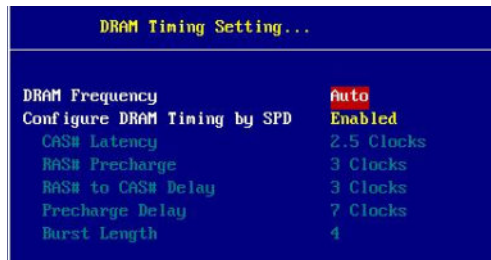 DRAM Timing Setting...
DRAM Frequency Auto
Configure DRAM Timing by SPD Enabled
CAS# Latency 2.5 Clocks
RAS# Precharge 3 Clocks
RAS# to CAS# Delay 3 Clocks
Precharge Delay 7 Clocks
Burst Length 4